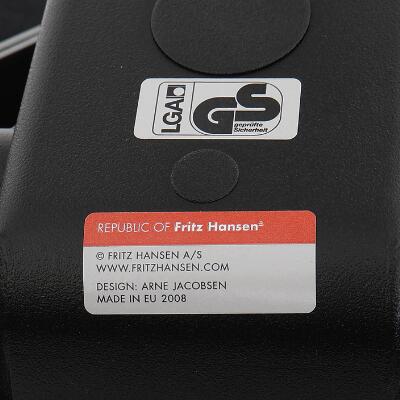 LGA
GS
geprüfte
Sicherheit
REPUBLIC OF Fritz Hansen®
© FRITZ HANSEN A/S
WWW.FRITZHANSEN.COM
DESIGN: ARNE JACOBSEN
MADE IN EU 2008